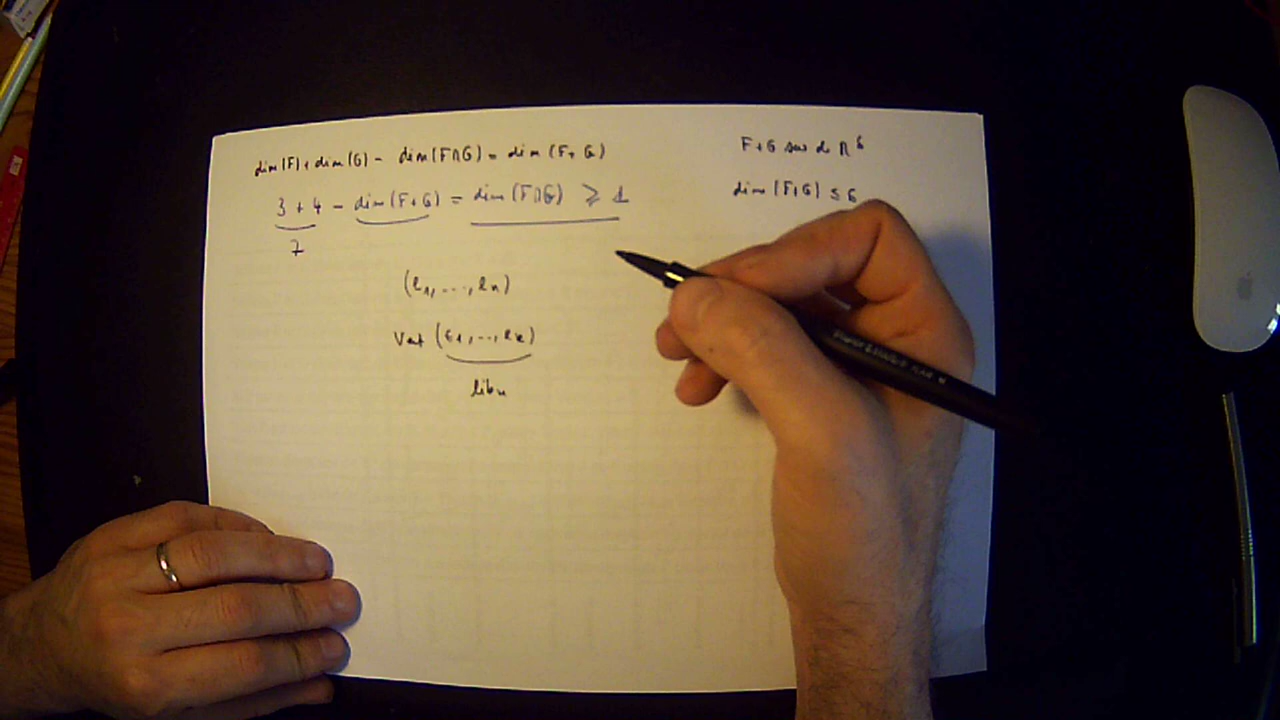 dim(F)+dim(G) - dim(F∩G) = dim(F+G)
3+4 - dim(F+G) = dim(F∩G) ⩾ 1
7
(e1, ..., en)
Vect (e1, ..., ek)
libre
F+G sev de R^6
dim(F+G) ≤ 6